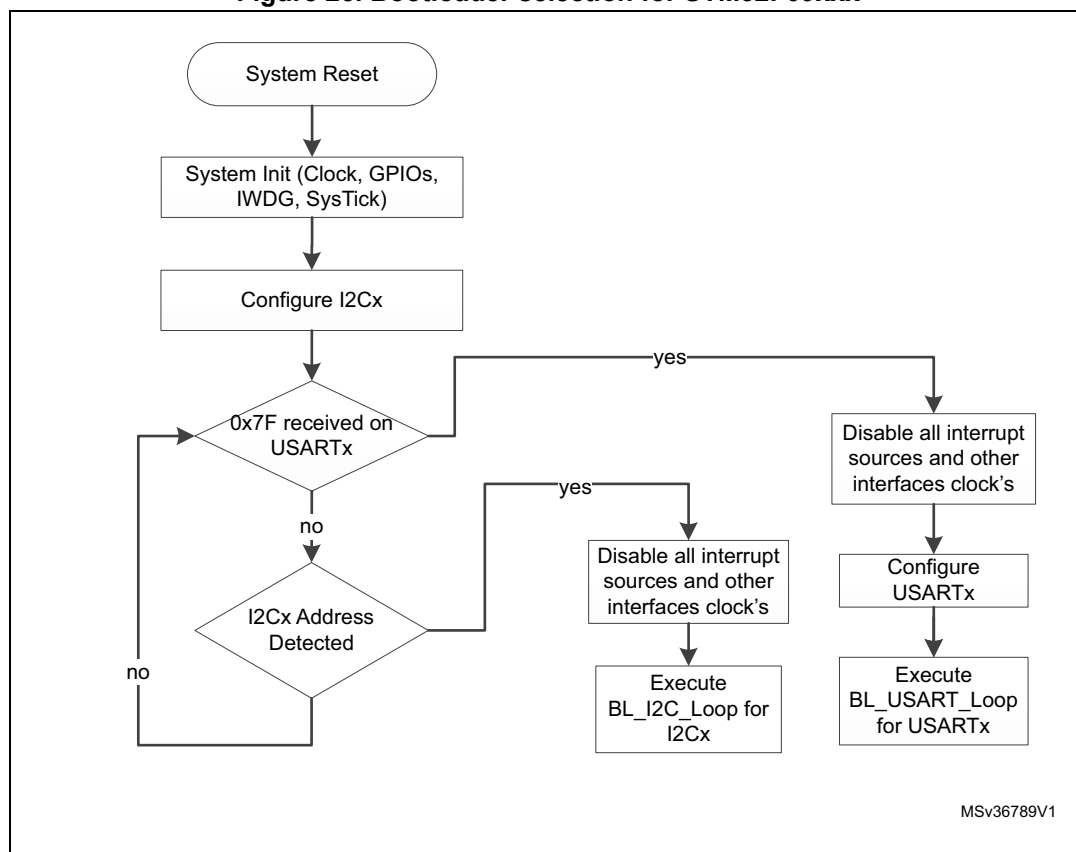 System Reset
System Init (Clock, GPIOs,
IWDG, SysTick)
Configure I2Cx
yes
0x7F received on
USARTx
Disable all interrupt
sources and other
interfaces clock's
no
yes
Disable all interrupt
sources and other
interfaces clock's
Configure
USARTx
I2Cx Address
Detected
no
Execute
BL_I2C_Loop for
I2Cx
Execute
BL_USART_Loop
for USARTx
MSv36789V1